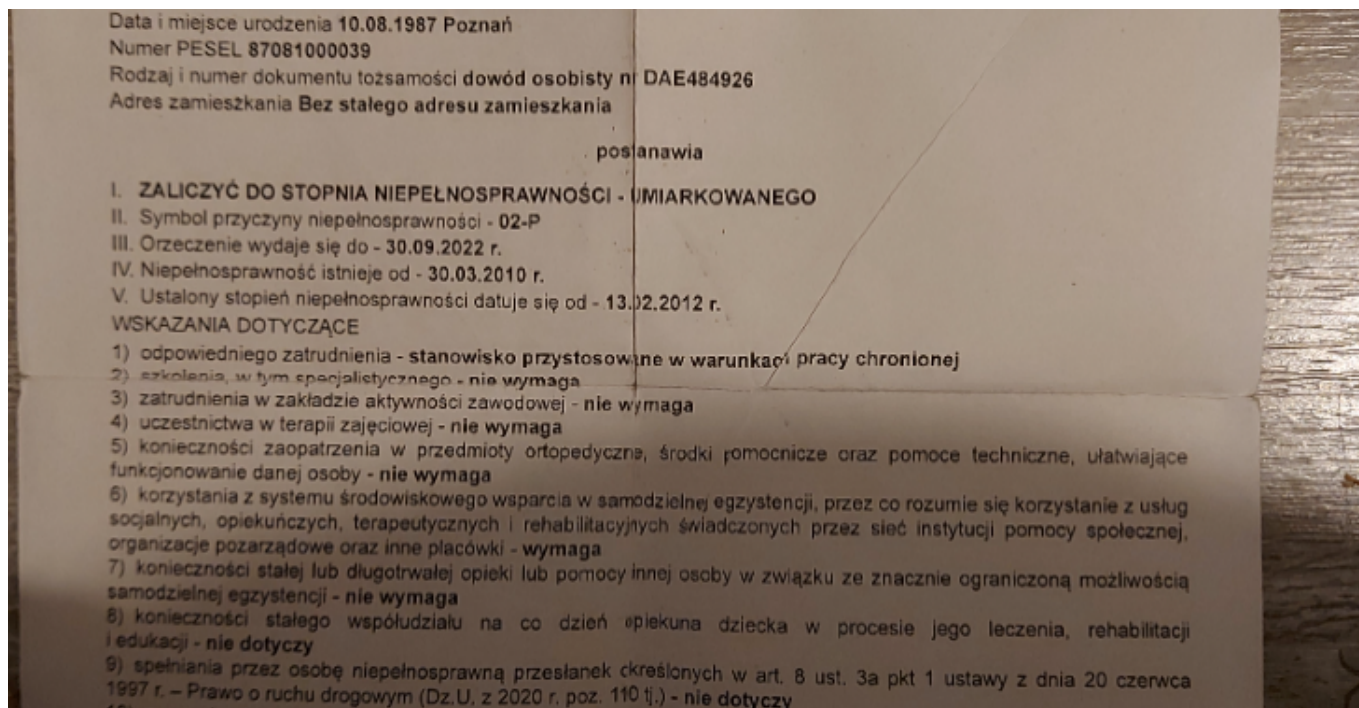 Data i miejsce urodzenia 10.08.1987 Poznań
Numer PESEL 87081000039
Rodzaj i numer dokumentu tożsamości dowód osobisty nr DAE484926
Adres zamieszkania Bez stałego adresu zamieszkania
postanawia
I. ZALICZYĆ DO STOPNIA NIEPEŁNOSPRAWNOŚCI - UMIARKOWANEGO
II. Symbol przyczyny niepełnosprawności - 02-P
III. Orzeczenie wydaje się do - 30.09.2022 r.
IV. Niepełnosprawność istnieje od - 30.03.2010 r.
V. Ustalony stopień niepełnosprawności datuje się od - 13.02.2012 r.
WSKAZANIA DOTYCZĄCE
1) odpowiedniego zatrudnienia - stanowisko przystosowane w warunkach pracy chronionej
2) szkolenia, w tym specjalistycznego - nie wymaga
3) zatrudnienia w zakładzie aktywności zawodowej - nie wymaga
4) uczestnictwa w terapii zajęciowej - nie wymaga
5) konieczności zaopatrzenia w przedmioty ortopedyczne, środki pomocnicze oraz pomoce techniczne, ułatwiające
funkcjonowanie danej osoby - nie wymaga
6) korzystania z systemu środowiskowego wsparcia w samodzielnej egzystencji, przez co rozumie się korzystanie z usług
socjalnych, opiekuńczych, terapeutycznych i rehabilitacyjnych świadczonych przez sieć instytucji pomocy społecznej,
organizacje pozarządowe oraz inne placówki - wymaga
7) konieczności stałej lub długotrwałej opieki lub pomocy innej osoby w związku ze znacznie ograniczoną możliwością
samodzielnej egzystencji - nie wymaga
8) konieczności stałego współudziału na co dzień opiekuna dziecka w procesie jego leczenia, rehabilitacji
i edukacji - nie dotyczy
9) spełniania przez osobę niepełnosprawną przesłanek określonych w art. 8 ust. 3a pkt 1 ustawy z dnia 20 czerwca
1997 r. – Prawo o ruchu drogowym (Dz.U. z 2020 r. poz. 110 tj.) - nie dotyczy